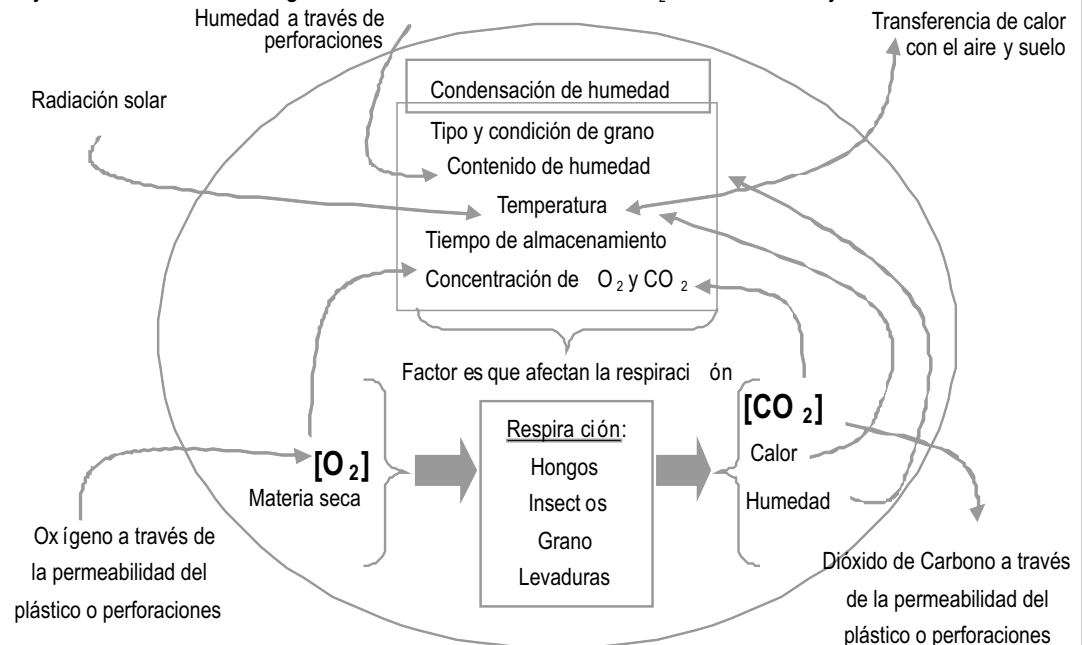 Humedad a través de
perforaciones
Transferencia de calor
con el aire y suelo
Radiación solar
Condensación de humedad
Tipo y condición de grano
Contenido de humedad
Temperatura
Tiempo de almacenamiento
Concentración de O 2 y CO 2
Factor es que afectan la respiraci ón
[O 2]
Materia seca
Respira ción:
Hongos
Insect os
Grano
Levaduras
[CO 2]
Calor
Humedad
Ox ígeno a través de
la permeabilidad del
plástico o perforaciones
Dióxido de Carbono a través
de la permeabilidad del
plástico o perforaciones